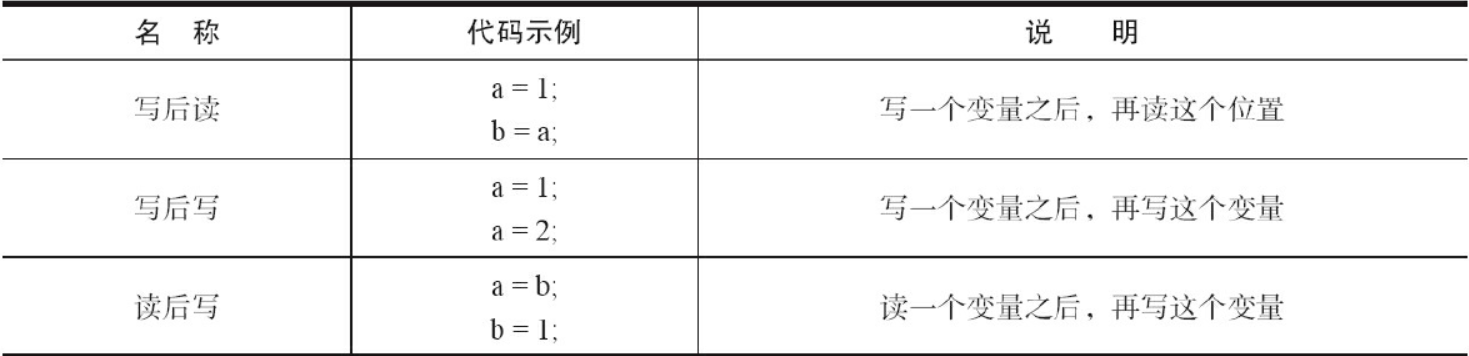 名 称 代码示例 说 明
写后读 a = 1; 写一个变量之后，再读这个位置
b = a;
写后写 a = 1; 写一个变量之后，再写这个变量
a = 2;
读后写 a = b; 读一个变量之后，再写这个变量
b = 1;